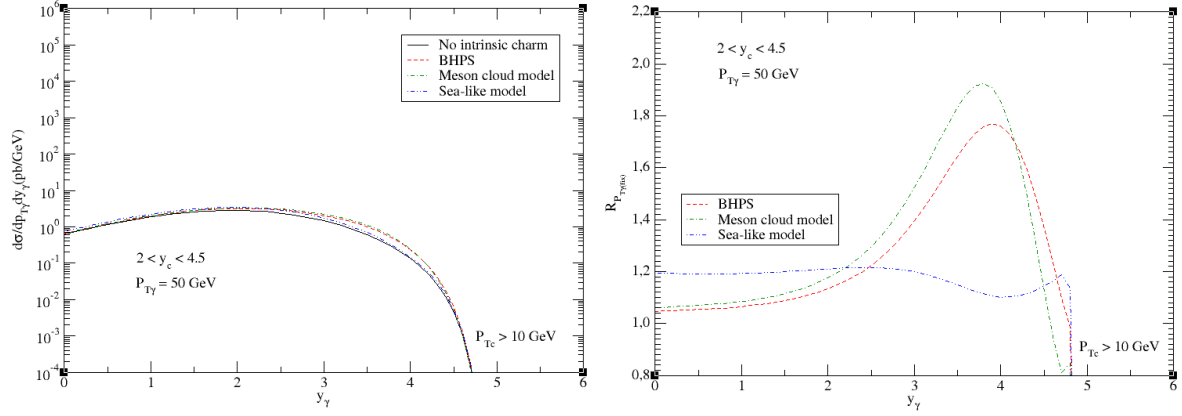 10^6
10^5
10^4
10^3
10^2
10^1
10^0
10^-1
10^-2
10^-3
10^-4
dσ/dp_Tγ dy_γ(pb/GeV)
No intrinsic charm
BHPS
Meson cloud model
Sea-like model
2 < y_c < 4.5
P_Tγ = 50 GeV
P_Tc > 10 GeV
0 1 2 3 4 5 6
y_γ
2,2
2,0
1,8
1,6
1,4
1,2
1,0
0,8
R_P_Tγ(fix)
2 < y_c < 4.5
P_Tγ = 50 GeV
BHPS
Meson cloud model
Sea-like model
P_Tc > 10 GeV
0 1 2 3 4 5 6
y_γ